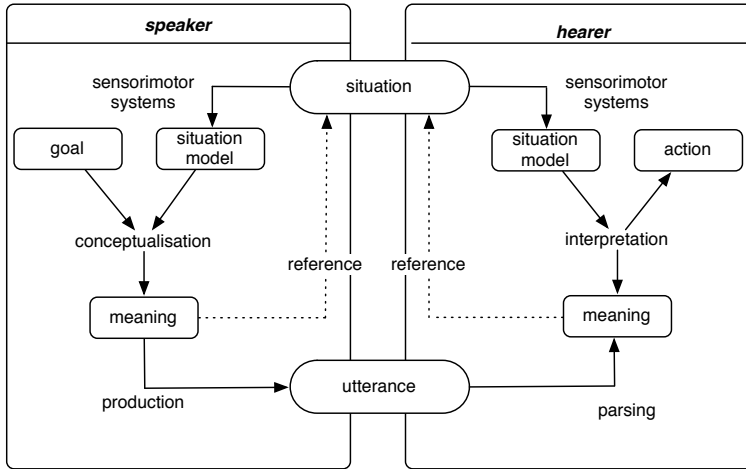 speaker
hearer
situation
sensorimotor
systems
sensorimotor
systems
goal
situation
model
situation
model
action
conceptualisation
interpretation
reference
reference
meaning
meaning
utterance
production
parsing